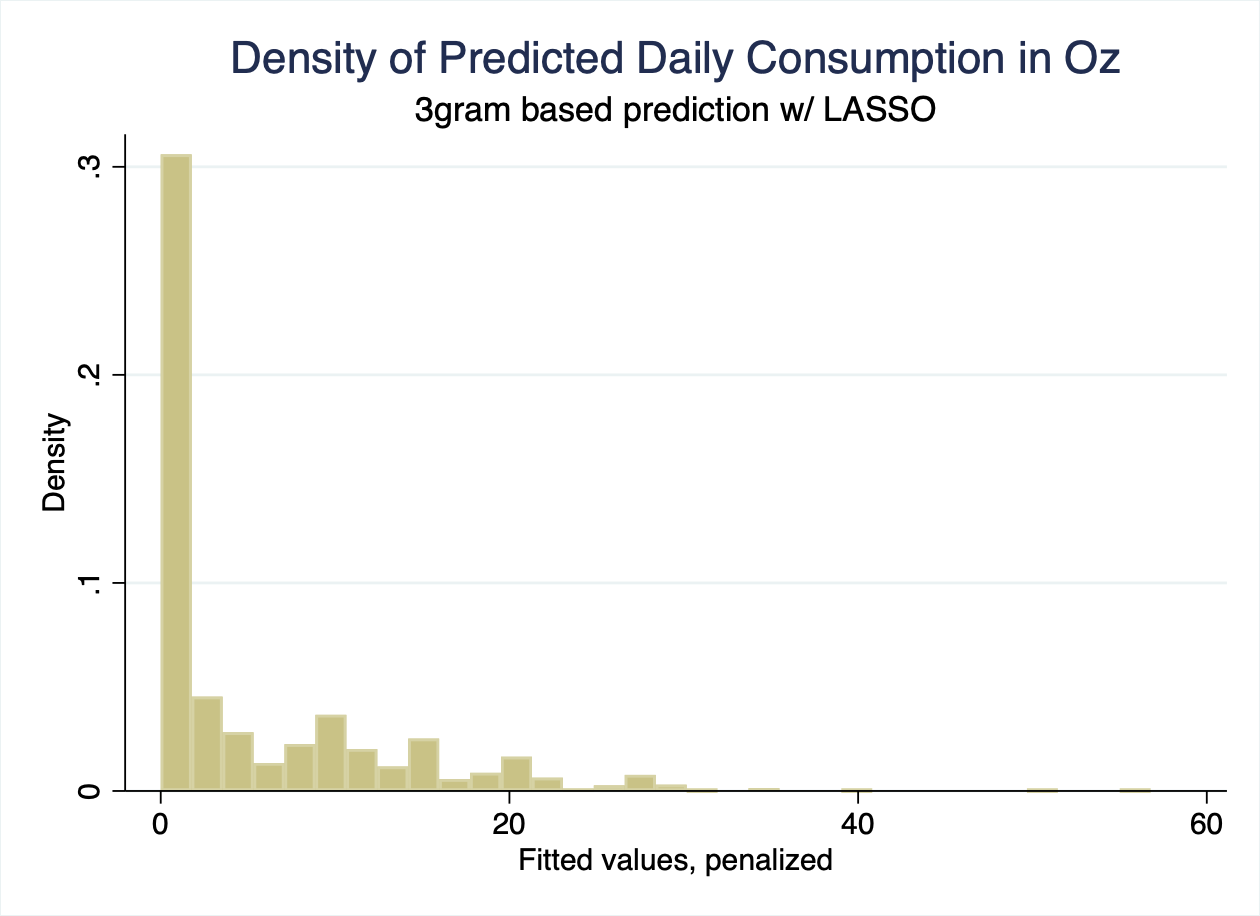 Density of Predicted Daily Consumption in Oz
3gram based prediction w/ LASSO
.3
.2
.1
0
Density
0 20 40 60
Fitted values, penalized